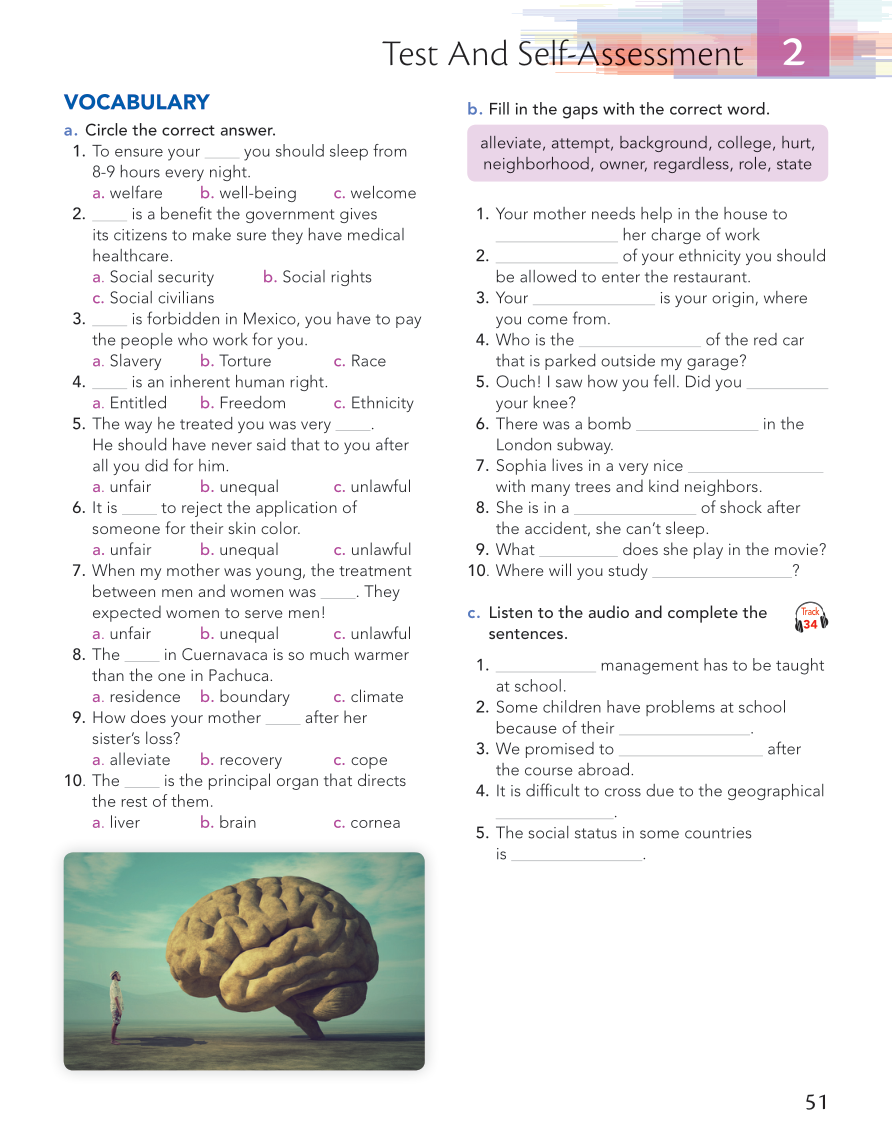 Test And Self-Assessment 2
VOCABULARY
a. Circle the correct answer.
1. To ensure your ____ you should sleep from
8-9 hours every night.
a. welfare b. well-being c. welcome
2. ____ is a benefit the government gives
its citizens to make sure they have medical
healthcare.
a. Social security b. Social rights
c. Social civilians
3. ____ is forbidden in Mexico, you have to pay
the people who work for you.
a. Slavery b. Torture c. Race
4. ____ is an inherent human right.
a. Entitled b. Freedom c. Ethnicity
5. The way he treated you was very ____.
He should have never said that to you after
all you did for him.
a. unfair b. unequal c. unlawful
6. It is ____ to reject the application of
someone for their skin color.
a. unfair b. unequal c. unlawful
7. When my mother was young, the treatment
between men and women was ____. They
expected women to serve men!
a. unfair b. unequal c. unlawful
8. The ____ in Cuernavaca is so much warmer
than the one in Pachuca.
a. residence b. boundary c. climate
9. How does your mother ____ after her
sister's loss?
a. alleviate b. recovery c. cope
10. The ____ is the principal organ that directs
the rest of them.
a. liver b. brain c. cornea
b. Fill in the gaps with the correct word.
alleviate, attempt, background, college, hurt,
neighborhood, owner, regardless, role, state
1. Your mother needs help in the house to
______________ her charge of work
2. ______________ of your ethnicity you should
be allowed to enter the restaurant.
3. Your ______________ is your origin, where
you come from.
4. Who is the ______________ of the red car
that is parked outside my garage?
5. Ouch! I saw how you fell. Did you _________
your knee?
6. There was a bomb ______________ in the
London subway.
7. Sophia lives in a very nice ________________
with many trees and kind neighbors.
8. She is in a ______________ of shock after
the accident, she can't sleep.
9. What _________ does she play in the movie?
10. Where will you study ________________?
c. Listen to the audio and complete the
sentences.
Track
34
1. ____________ management has to be taught
at school.
2. Some children have problems at school
because of their _______________.
3. We promised to _________________ after
the course abroad.
4. It is difficult to cross due to the geographical
______________.
5. The social status in some countries
is _______________.
51